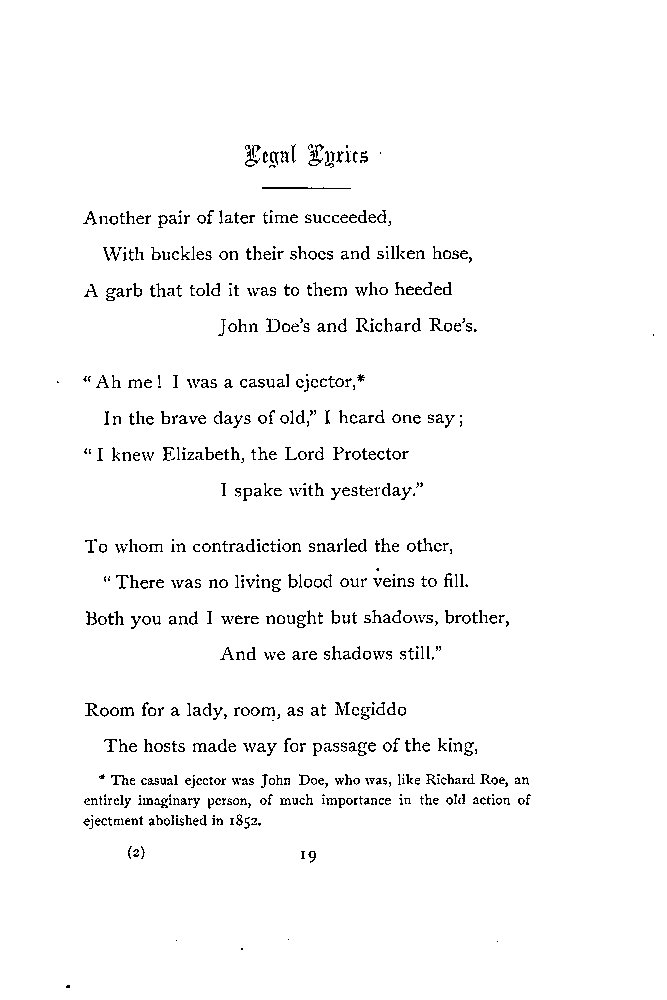 Legal Lyrics
Another pair of later time succeeded,
With buckles on their shoes and silken hose,
A garb that told it was to them who heeded
John Doe's and Richard Roe's.
“Ah me! I was a casual ejector,*
In the brave days of old,” I heard one say;
“I knew Elizabeth, the Lord Protector
I spake with yesterday.”
To whom in contradiction snarled the other,
“There was no living blood our veins to fill.
Both you and I were nought but shadows, brother,
And we are shadows still.”
Room for a lady, room, as at Megiddo
The hosts made way for passage of the king,
* The casual ejector was John Doe, who was, like Richard Roe, an
entirely imaginary person, of much importance in the old action of
ejectment abolished in 1852.
(2) 19